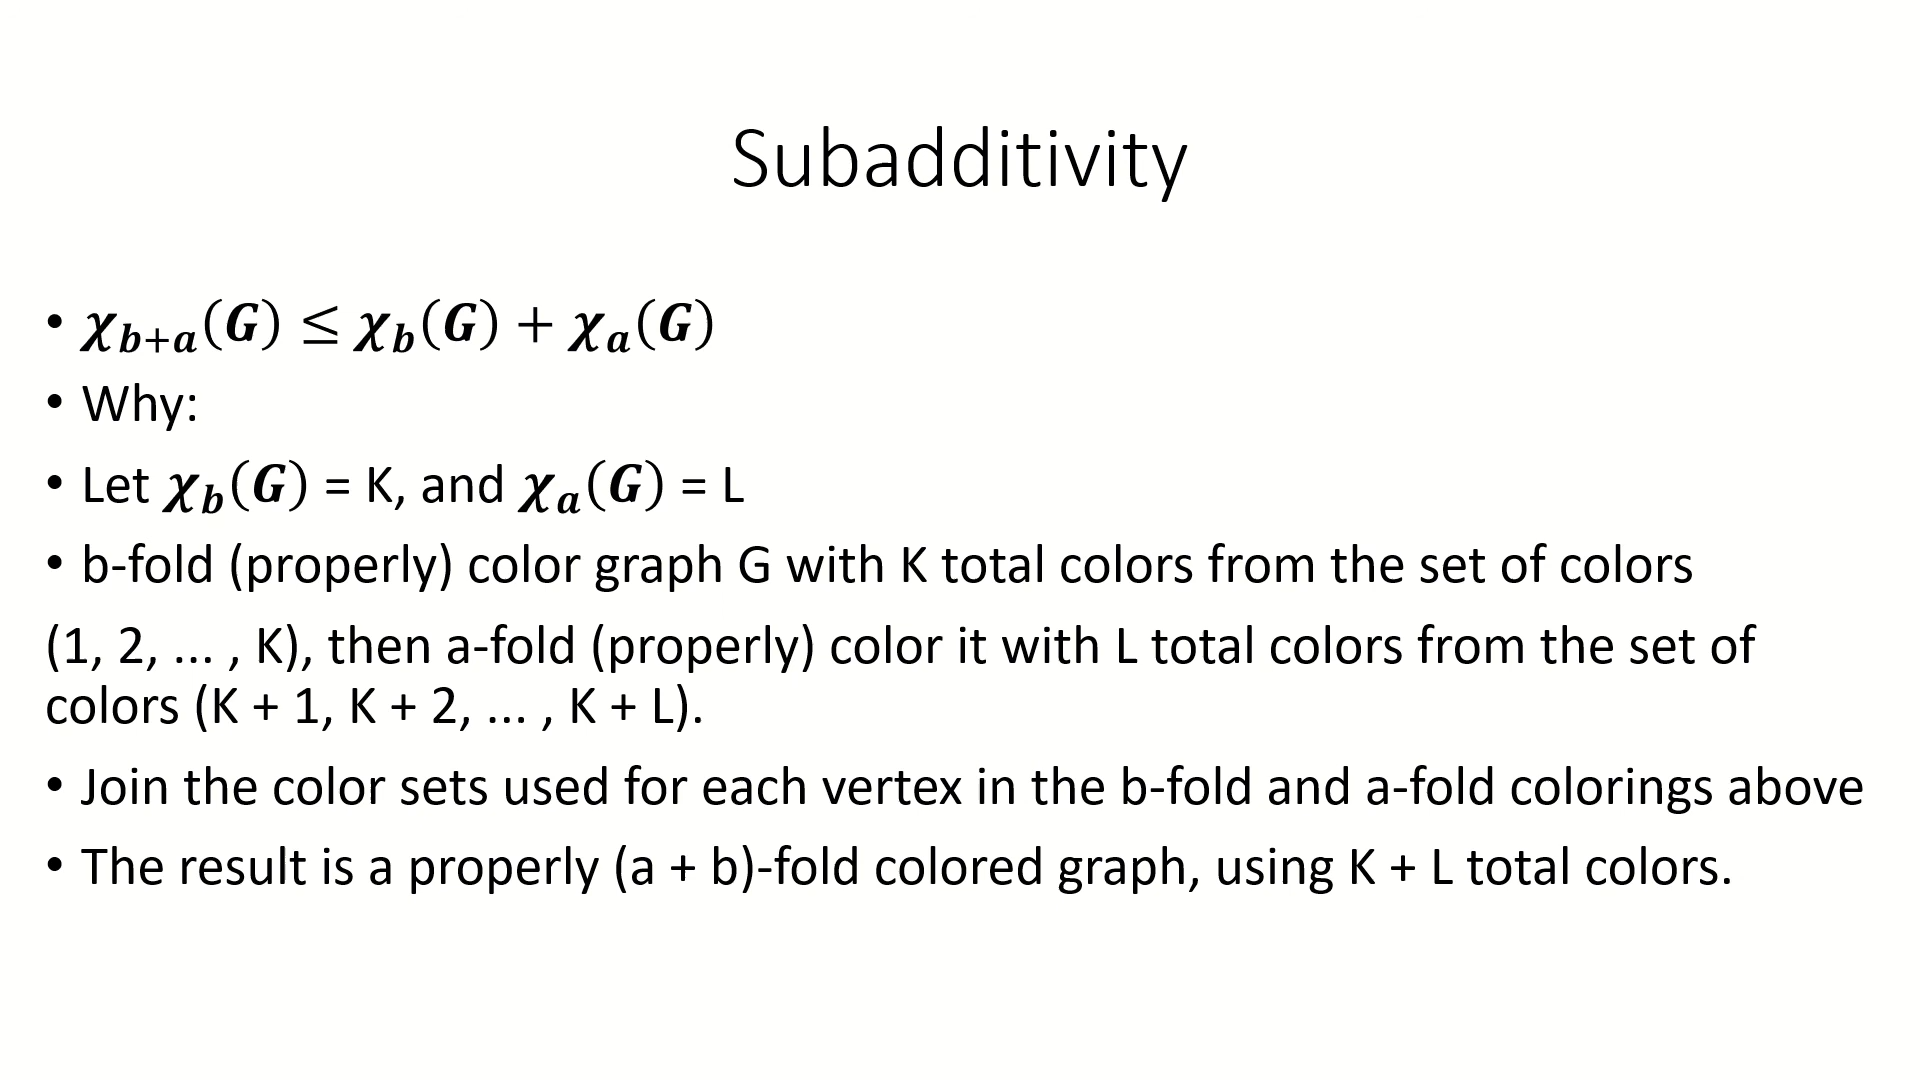 Subadditivity
• χ_{b+a}(G) ≤ χ_b(G) + χ_a(G)
• Why:
• Let χ_b(G) = K, and χ_a(G) = L
• b-fold (properly) color graph G with K total colors from the set of colors
(1, 2, ... , K), then a-fold (properly) color it with L total colors from the set of
colors (K + 1, K + 2, ... , K + L).
• Join the color sets used for each vertex in the b-fold and a-fold colorings above
• The result is a properly (a + b)-fold colored graph, using K + L total colors.